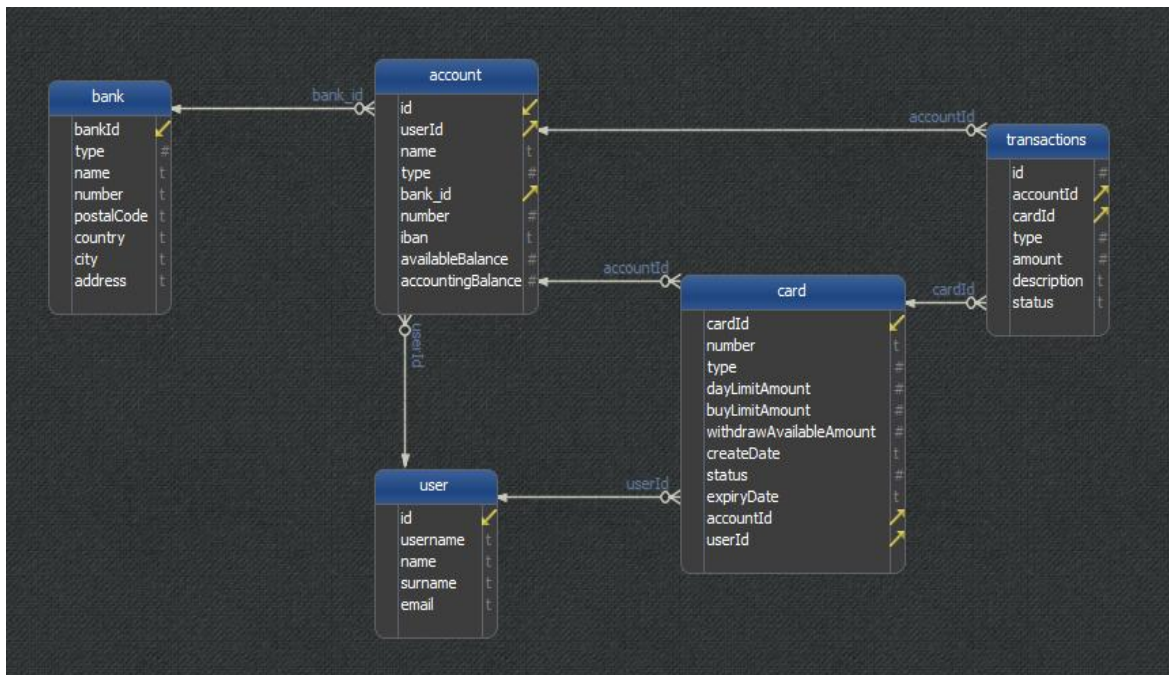 bank
bankId
type #
name t
number t
postalCode t
country t
city t
address t
bank_id
account
id
userId
name t
type #
bank_id
number #
iban t
availableBalance #
accountingBalance #
accountId
transactions
id #
accountId
cardId
type #
amount #
description t
status t
accountId
cardId
card
cardId
number t
type #
dayLimitAmount #
buyLimitAmount #
withdrawAvailableAmount #
createDate t
status #
expiryDate t
accountId
userId
userId
userId
user
id
username t
name t
surname t
email t